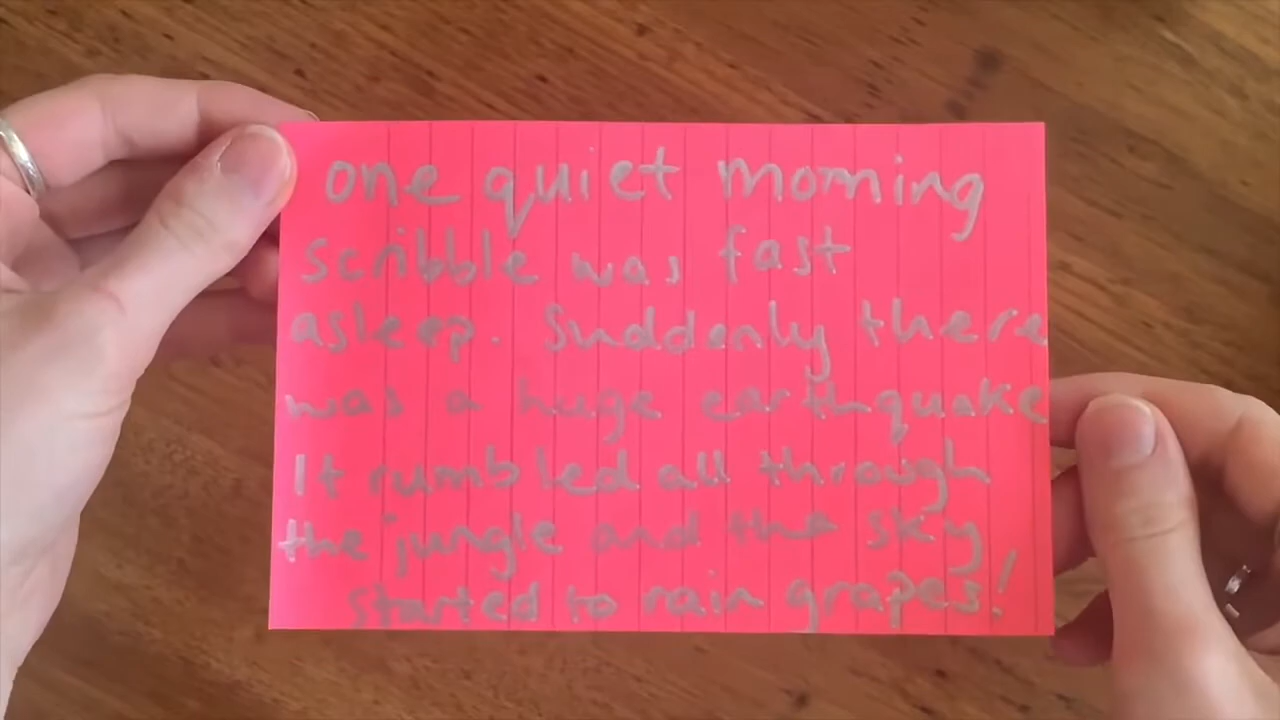 one quiet morning
scribble was fast
asleep. Suddenly there
was a huge earthquake
It rumbled all through
the jungle and the sky
started to rain grapes!